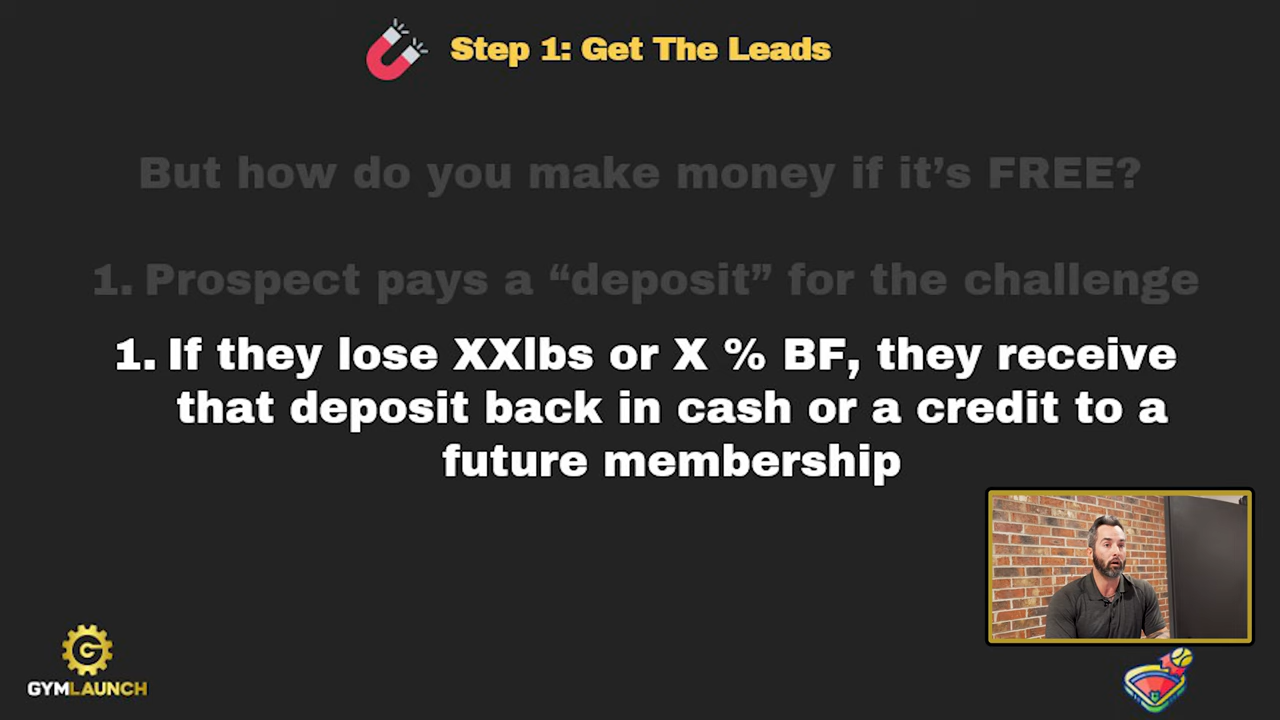 Step 1: Get The Leads
But how do you make money if it’s FREE?
1. Prospect pays a “deposit” for the challenge
1. If they lose XXlbs or X % BF, they receive
that deposit back in cash or a credit to a
future membership
G
GYMLAUNCH